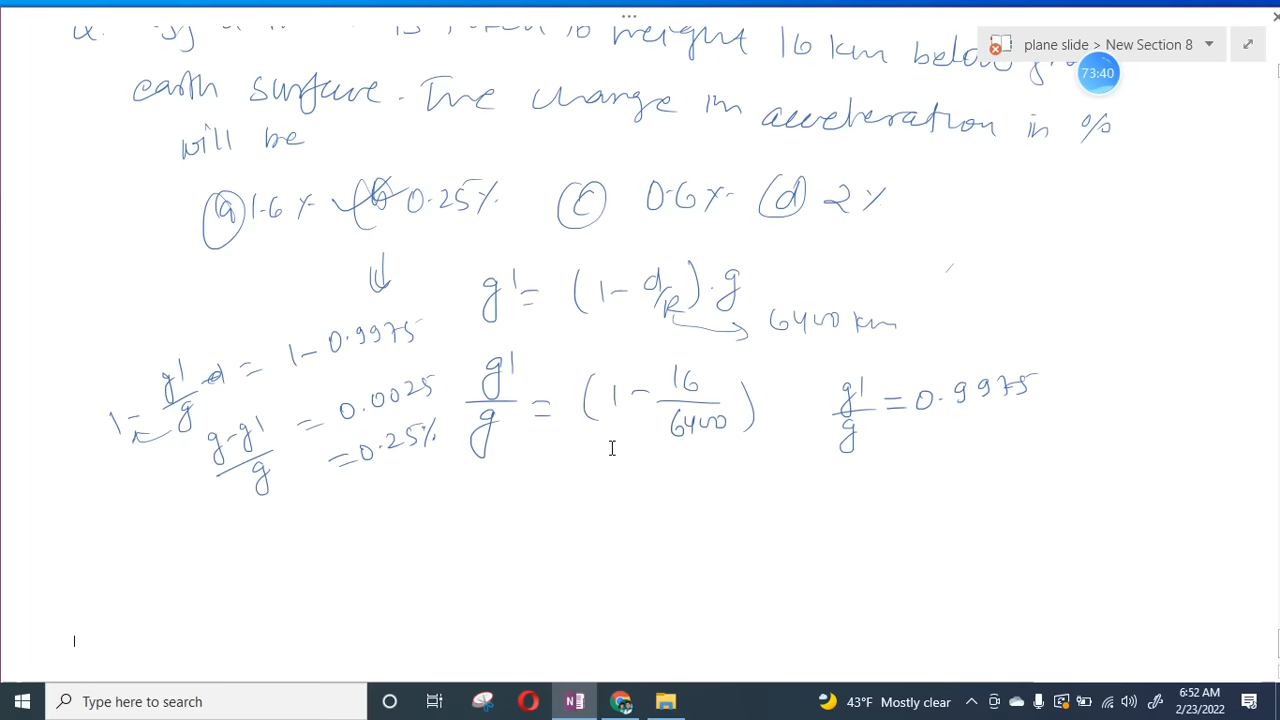 plane slide > New Section 8
73:40
is to height 16 km below
earth surface. The change in acceleration in %
will be
(a) 1.6% (b) 0.25% (c) 0.6% (d) 2%
g' = (1 - d/R) . g
6400 km
1 - g'/g = 1 - 0.9975
g'/g = (1 - 16/6400) g'/g = 0.9975
g - g'/g = 0.0025
= 0.25%
Type here to search
43°F Mostly clear
6:52 AM
2/23/2022